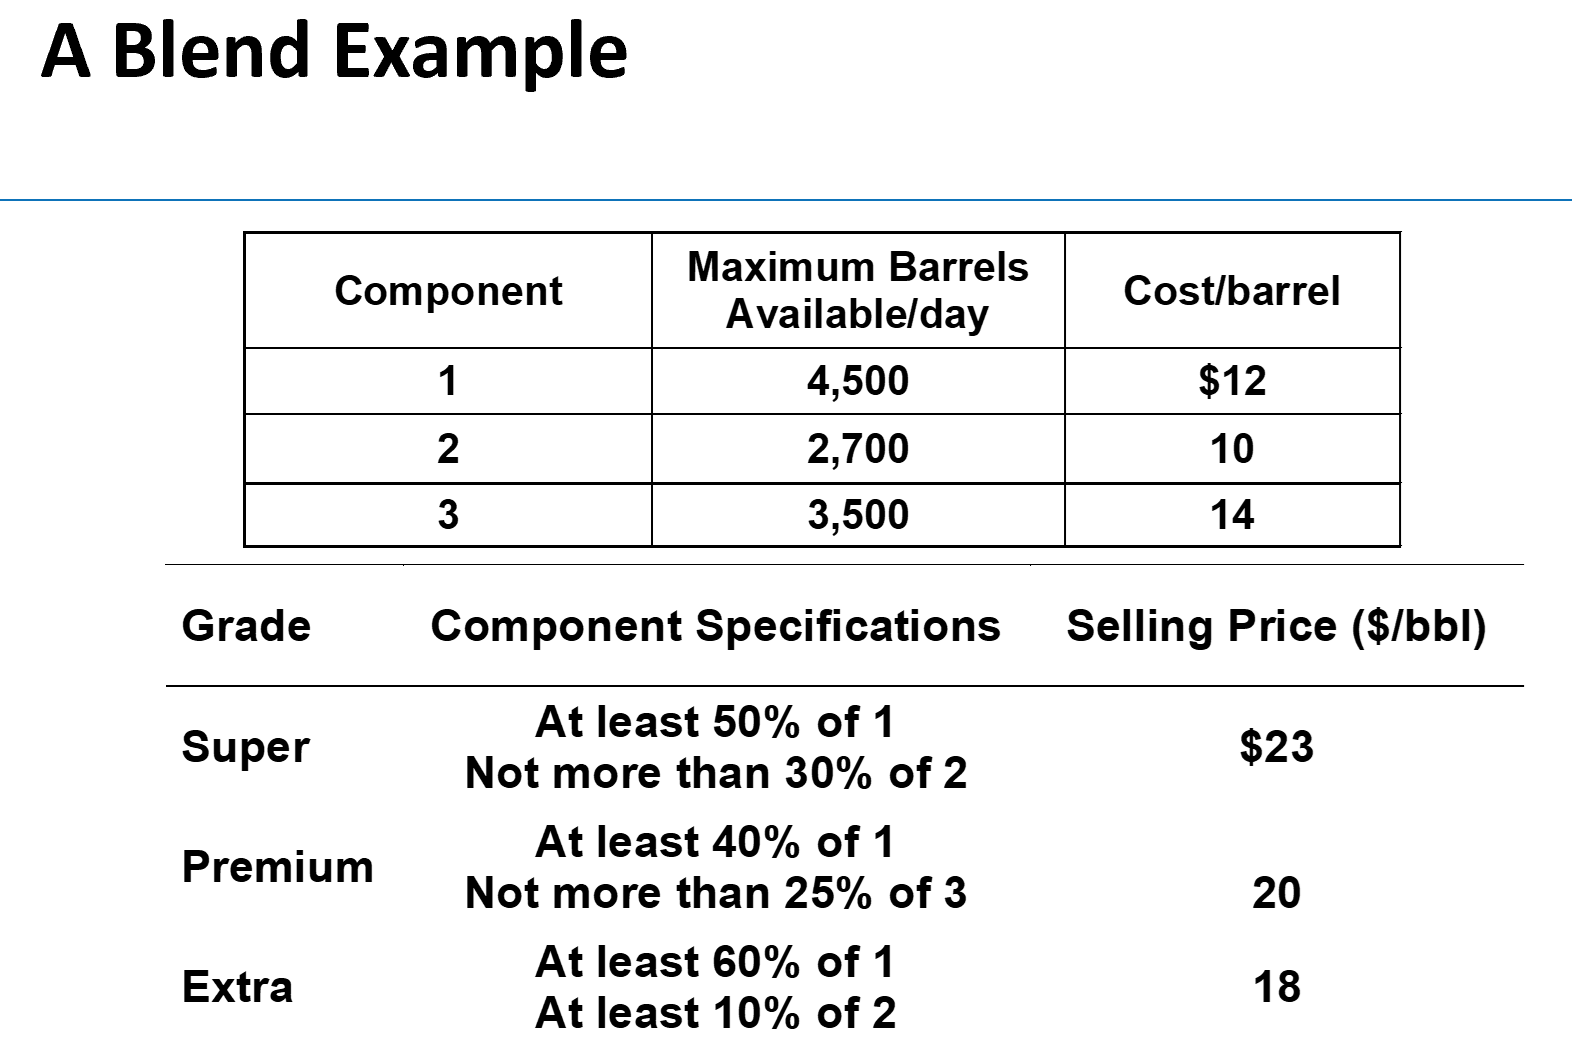 A Blend Example
Component Maximum Barrels Available/day Cost/barrel
1 4,500 $12
2 2,700 10
3 3,500 14
Grade Component Specifications Selling Price ($/bbl)
Super At least 50% of 1 $23
Not more than 30% of 2
Premium At least 40% of 1
Not more than 25% of 3 20
Extra At least 60% of 1 18
At least 10% of 2